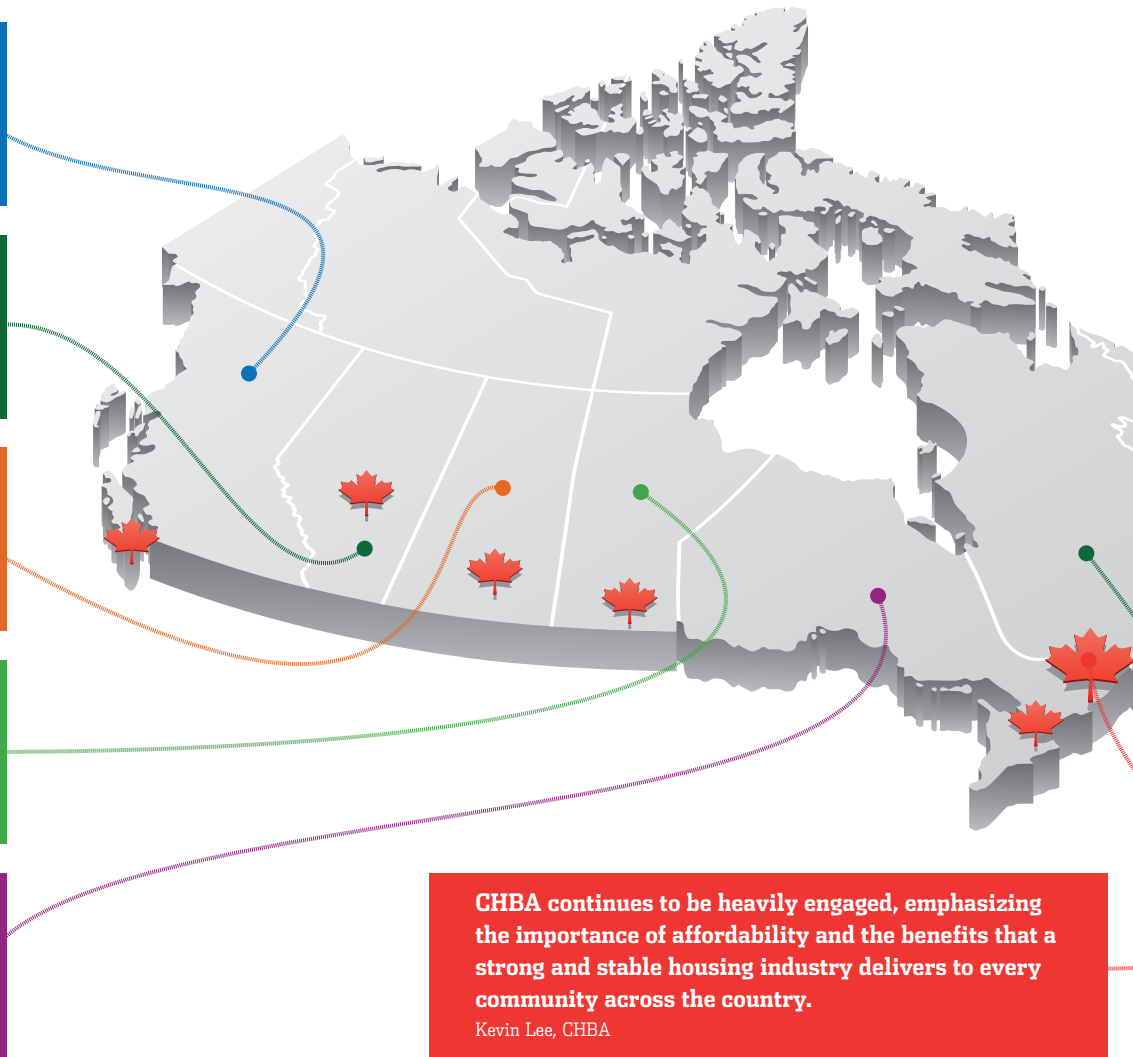 CHBA continues to be heavily engaged, emphasizing
the importance of affordability and the benefits that a
strong and stable housing industry delivers to every
community across the country.
Kevin Lee, CHBA